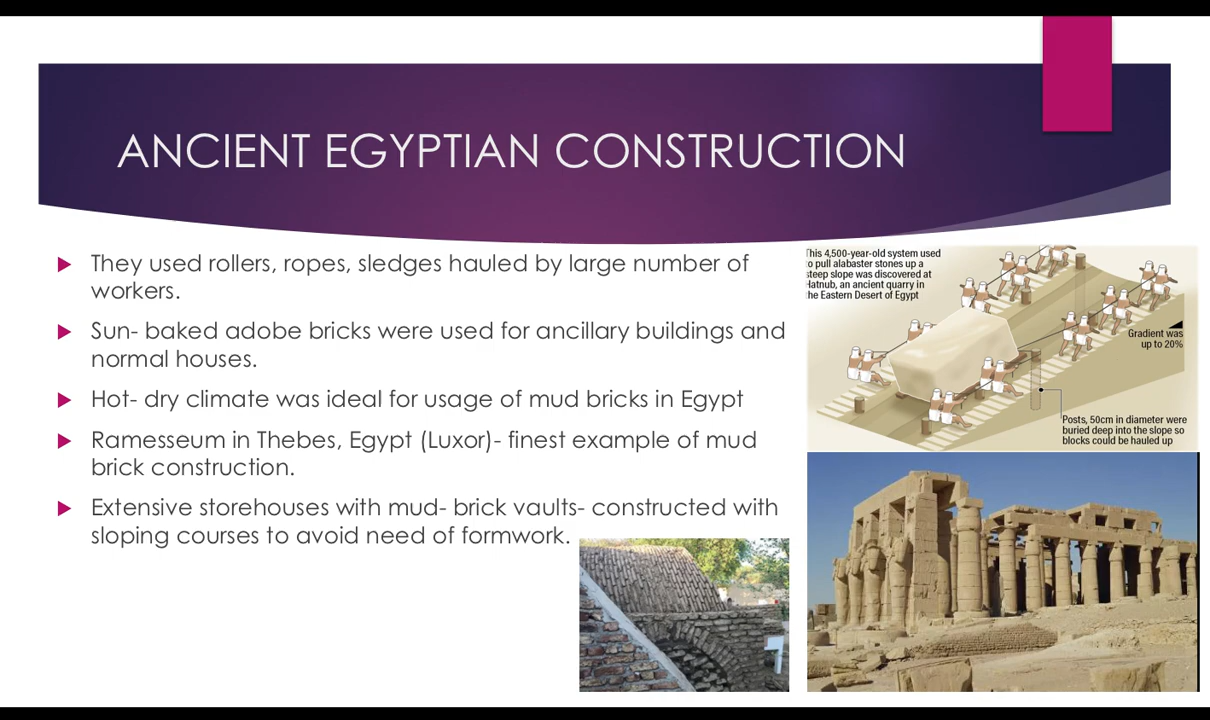 ANCIENT EGYPTIAN CONSTRUCTION
They used rollers, ropes, sledges hauled by large number of
workers.
Sun- baked adobe bricks were used for ancillary buildings and
normal houses.
Hot- dry climate was ideal for usage of mud bricks in Egypt
Ramesseum in Thebes, Egypt (Luxor)- finest example of mud
brick construction.
Extensive storehouses with mud- brick vaults- constructed with
sloping courses to avoid need of formwork.
This 4,500-year-old system used
to pull alabaster stones up a
steep slope was discovered at
Hatnub, an ancient quarry in
the Eastern Desert of Egypt
Gradient was
up to 20%
Posts, 50cm in diameter were
buried deep into the slope so
blocks could be hauled up